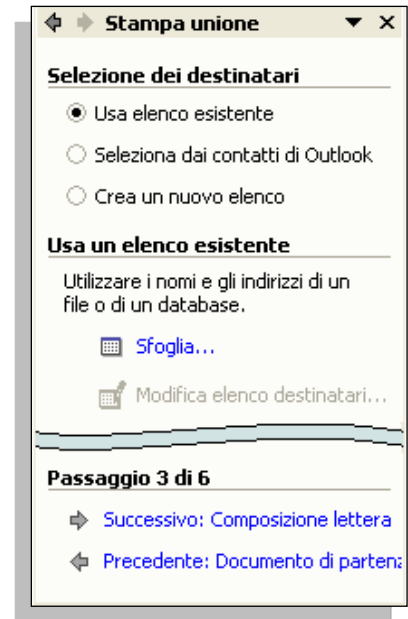 Stampa unione
Selezione dei destinatari
Usa elenco esistente
Seleziona dai contatti di Outlook
Crea un nuovo elenco
Usa un elenco esistente
Utilizzare i nomi e gli indirizzi di un
file o di un database.
Sfoglia...
Modifica elenco destinatari...
Passaggio 3 di 6
Successivo: Composizione lettera
Precedente: Documento di partenz